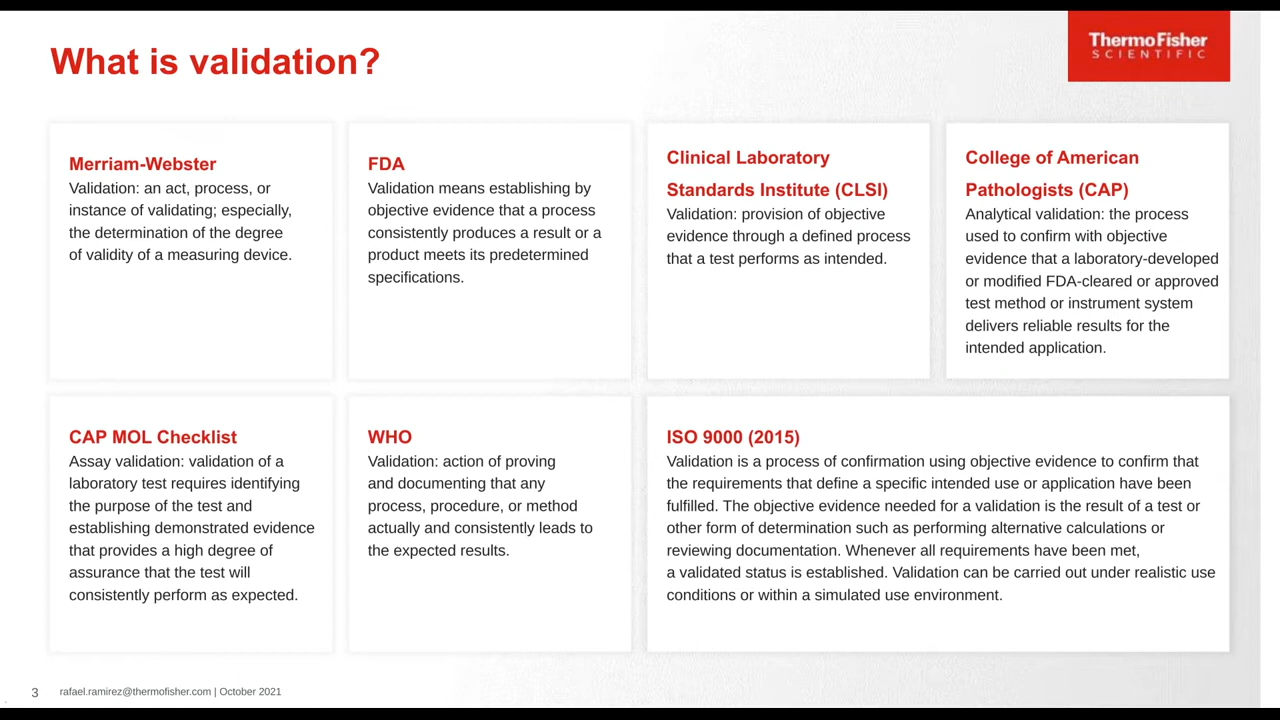 What is validation?
ThermoFisher
SCIENTIFIC
Merriam-Webster
Validation: an act, process, or
instance of validating; especially,
the determination of the degree
of validity of a measuring device.
FDA
Validation means establishing by
objective evidence that a process
consistently produces a result or a
product meets its predetermined
specifications.
Clinical Laboratory
Standards Institute (CLSI)
Validation: provision of objective
evidence through a defined process
that a test performs as intended.
College of American
Pathologists (CAP)
Analytical validation: the process
used to confirm with objective
evidence that a laboratory-developed
or modified FDA-cleared or approved
test method or instrument system
delivers reliable results for the
intended application.
CAP MOL Checklist
Assay validation: validation of a
laboratory test requires identifying
the purpose of the test and
establishing demonstrated evidence
that provides a high degree of
assurance that the test will
consistently perform as expected.
WHO
Validation: action of proving
and documenting that any
process, procedure, or method
actually and consistently leads to
the expected results.
ISO 9000 (2015)
Validation is a process of confirmation using objective evidence to confirm that
the requirements that define a specific intended use or application have been
fulfilled. The objective evidence needed for a validation is the result of a test or
other form of determination such as performing alternative calculations or
reviewing documentation. Whenever all requirements have been met,
a validated status is established. Validation can be carried out under realistic use
conditions or within a simulated use environment.
3 rafael.ramirez@thermofisher.com | October 2021